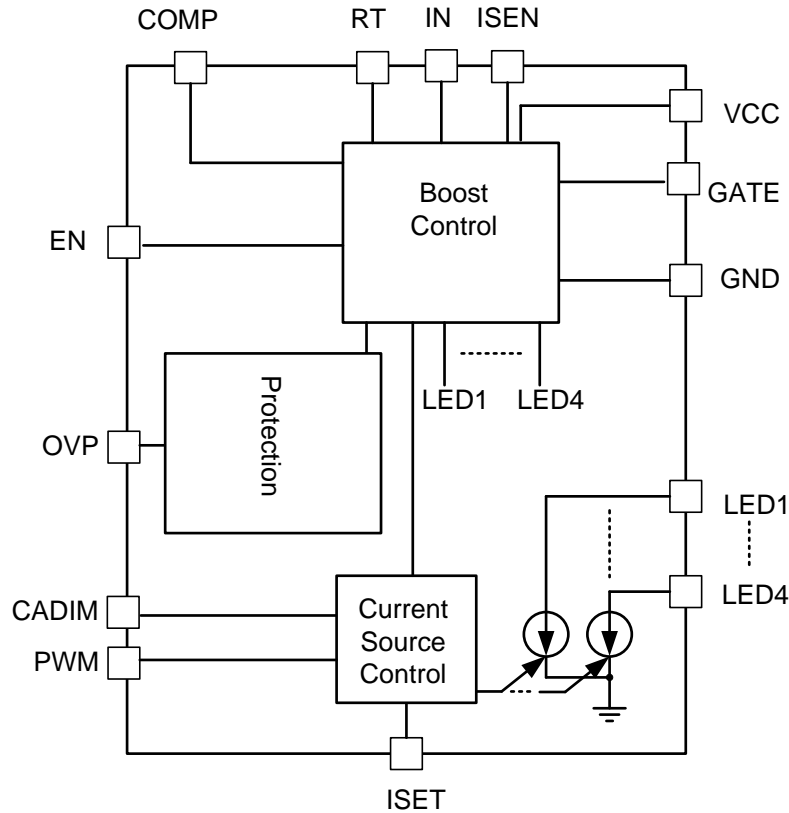 COMP
RT
IN
ISEN
VCC
Boost
Control
GATE
EN
GND
LED1
LED4
Protection
OVP
LED1
LED4
CADIM
PWM
Current
Source
Control
ISET